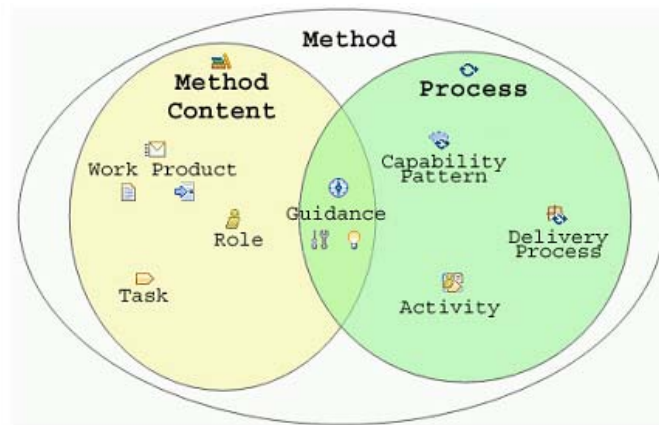 Method
Method
Content
Process
Work Product
Capability
Pattern
Guidance
Role
Delivery
Process
Task
Activity